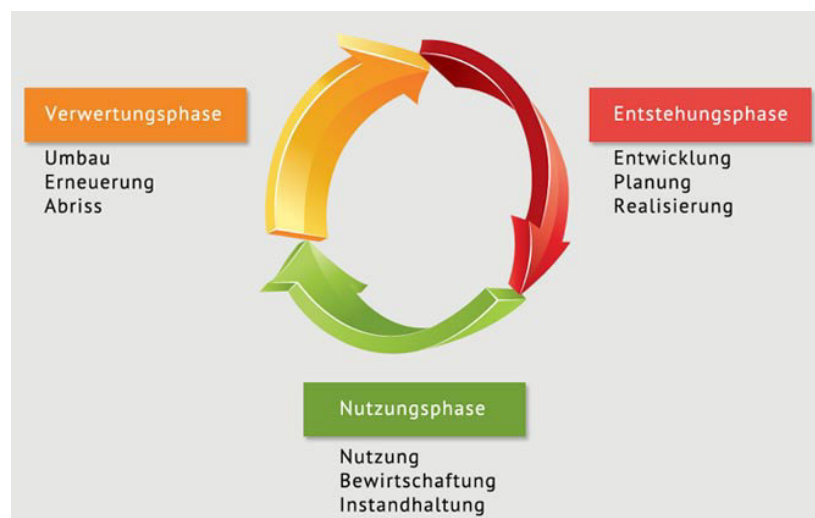 Verwertungsphase
Umbau
Erneuerung
Abriss
Entstehungsphase
Entwicklung
Planung
Realisierung
Nutzungsphase
Nutzung
Bewirtschaftung
Instandhaltung